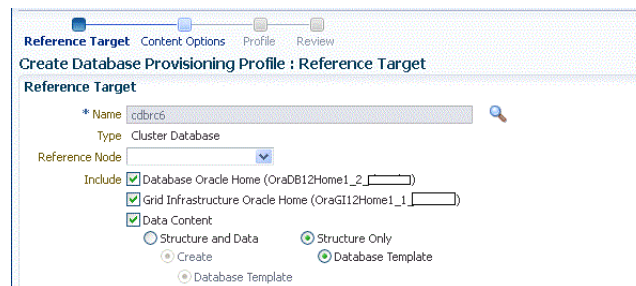 Reference Target Content Options Profile Review
Create Database Provisioning Profile : Reference Target
Reference Target
* Name cdbrc6
Type Cluster Database
Reference Node
Include Database Oracle Home (OraDB12Home1_2_ )
Grid Infrastructure Oracle Home (OraGI12Home1_1_ )
Data Content
Structure and Data Structure Only
Create Database Template
Database Template